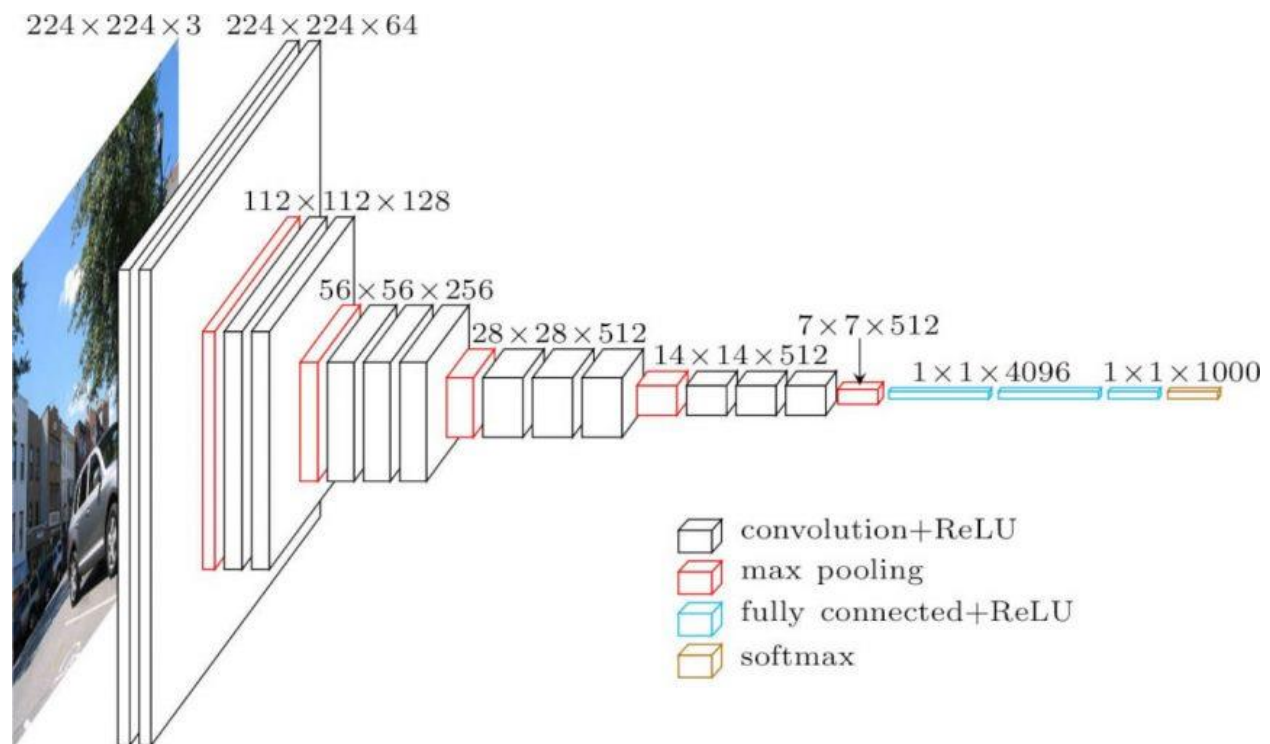 224×224×3
224×224×64
112×112×128
56×56×256
28×28×512
14×14×512
7×7×512
1×1×4096
1×1×1000
convolution+ReLU
max pooling
fully connected+ReLU
softmax